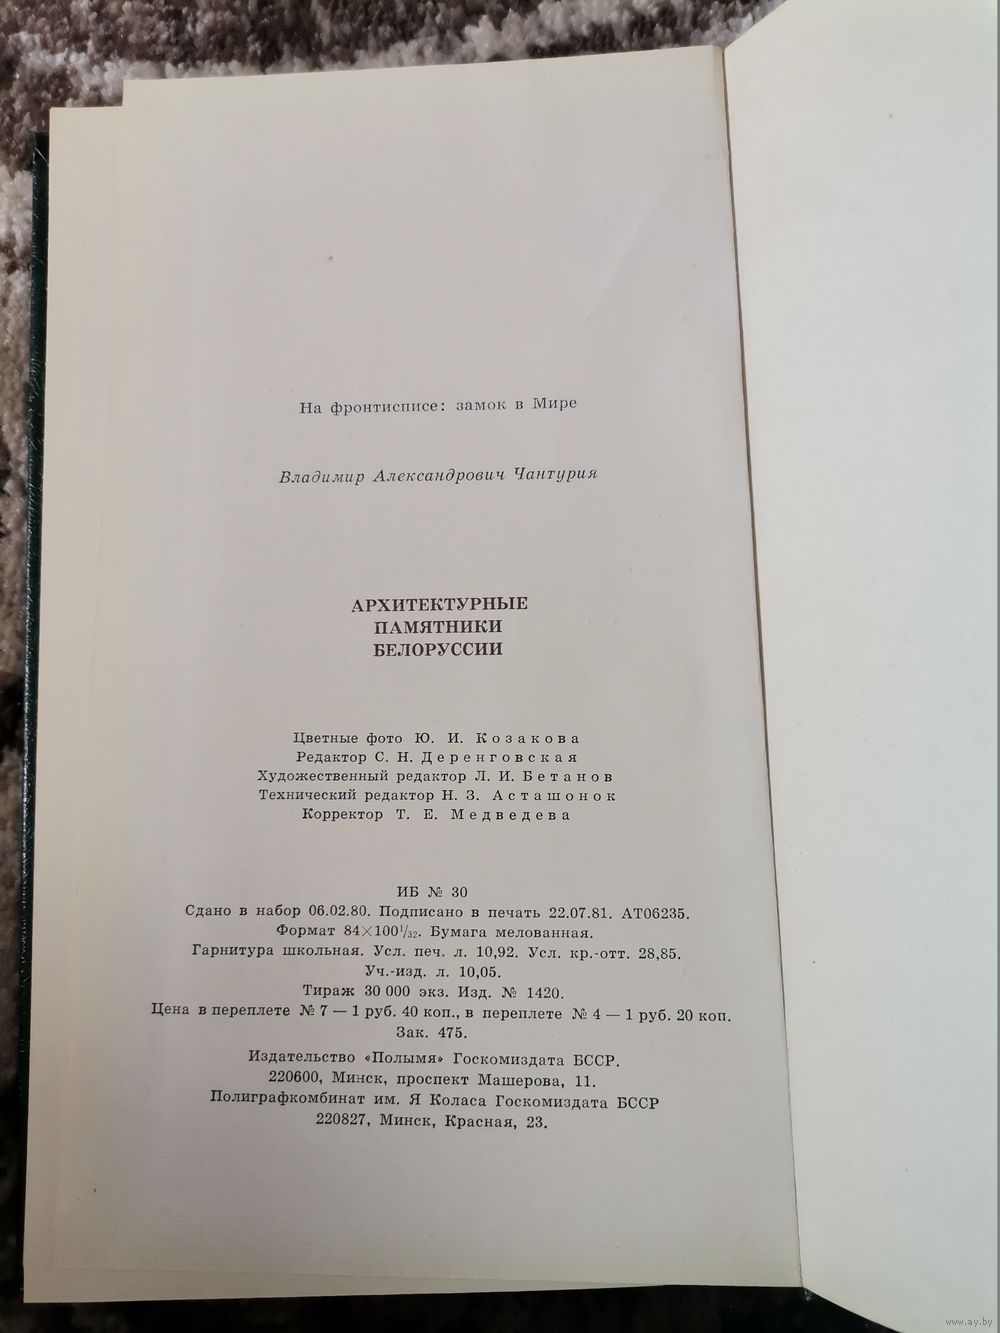 На фронтисписе: замок в Мире
Владимир Александрович Чантурия
АРХИТЕКТУРНЫЕ
ПАМЯТНИКИ
БЕЛОРУССИИ
Цветные фото Ю. И. Козакова
Редактор С. Н. Деренговская
Художественный редактор Л. И. Бетанов
Технический редактор Н. З. Асташонок
Корректор Т. Е. Медведева
ИБ № 30
Сдано в набор 06.02.80. Подписано в печать 22.07.81. АТ06235.
Формат 84×100¹/₃₂. Бумага мелованная.
Гарнитура школьная. Усл. печ. л. 10,92. Усл. кр.-отт. 28,85.
Уч.-изд. л. 10,05.
Тираж 30 000 экз. Изд. № 1420.
Цена в переплете № 7 — 1 руб. 40 коп., в переплете № 4 — 1 руб. 20 коп.
Зак. 475.
Издательство «Полымя» Госкомиздата БССР.
220600, Минск, проспект Машерова, 11.
Полиграфкомбинат им. Я Коласа Госкомиздата БССР
220827, Минск, Красная, 23.
www.ay.by